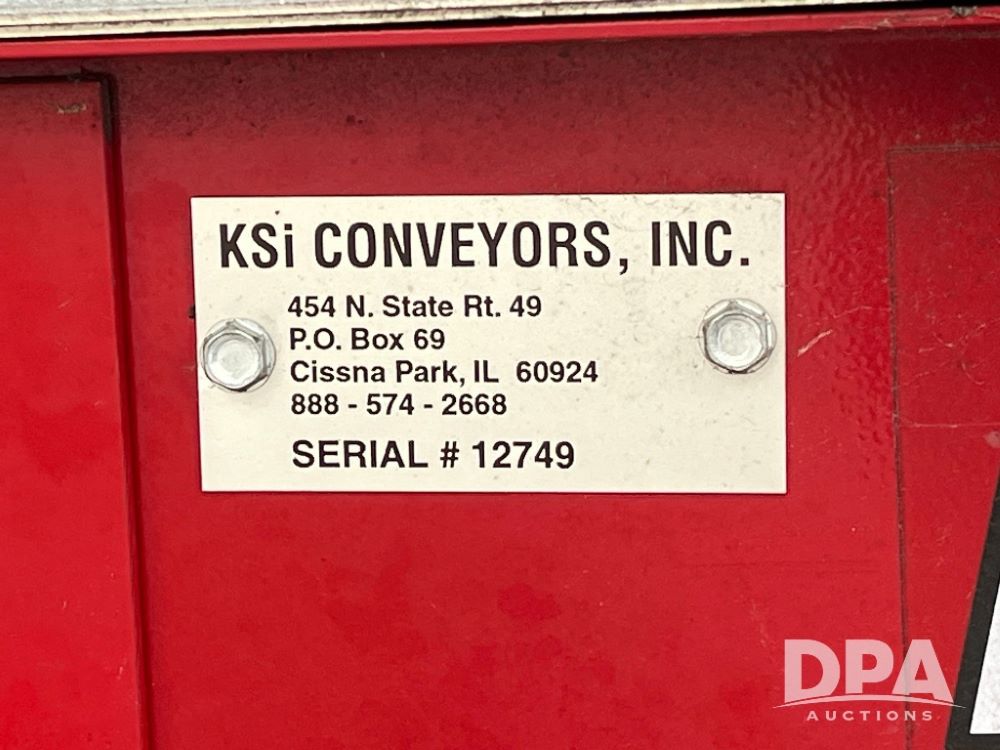 KSi CONVEYORS, INC.
454 N. State Rt. 49
P.O. Box 69
Cissna Park, IL 60924
888 - 574 - 2668
SERIAL # 12749
DPA
AUCTIONS